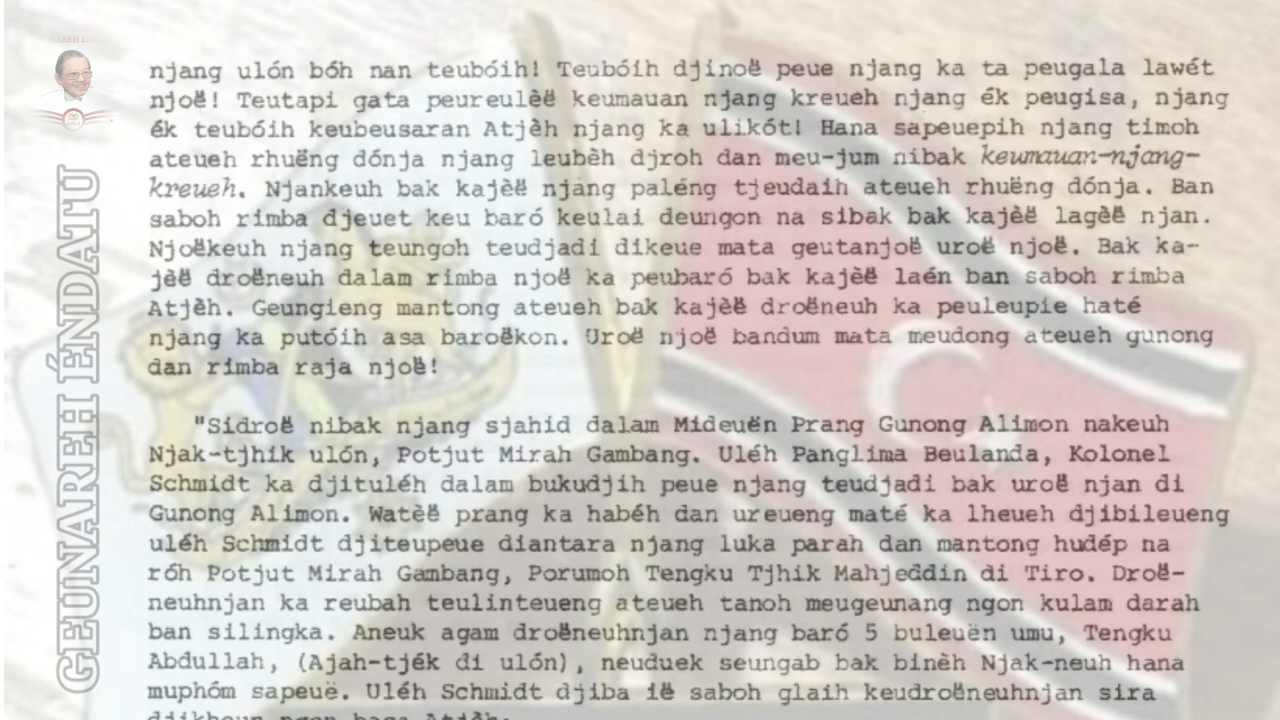 GEUNAREH ÉNDATU
njang ulón bóh nan teubóih! Teubóih djinoë peue njang ka ta peugala lawét
njoë! Teutapi gata peureulèë keumauan njang kreueh njang ék peugisa, njang
ék teubóih keubeusaran Atjèh njang ka ulikót! Hana sapeuepih njang timoh
ateueh rhuëng dónja njang leubèh djroh dan meu-jum nibak keumauan-njang-
kreueh. Njankeuh bak kajèë njang paléng tjeudaih ateueh rhuëng dónja. Ban
saboh rimba djeuet keu baró keulai deungon na sibak bak kajèë lagèë njan.
Njoëkeuh njang teungoh teudjadi dikeue mata geutanjoë uroë njoë. Bak ka-
jèë droëneuh dalam rimba njoë ka peubaró bak kajèë laén ban saboh rimba
Atjèh. Geungieng mantong ateueh bak kajèë droëneuh ka peuleupie haté
njang ka putóih asa baroëkon. Uroë njoë bandum mata meudong ateueh gunong
dan rimba raja njoë!
"Sidroë nibak njang sjahid dalam Mideuën Prang Gunong Alimon nakeuh
Njak-tjhik ulón, Potjut Mirah Gambang. Uléh Panglima Beulanda, Kolonel
Schmidt ka djituléh dalam bukudjih peue njang teudjadi bak uroë njan di
Gunong Alimon. Watèë prang ka habéh dan ureueng maté ka lheueh djibileueng
uléh Schmidt djiteupeue diantara njang luka parah dan mantong hudép na
róh Potjut Mirah Gambang, Porumoh Tengku Tjhik Mahjeddin di Tiro. Droë-
neuhnjan ka reubah teulinteueng ateueh tanoh meugeunang ngon kulam darah
ban silingka. Aneuk agam droëneuhnjan njang baró 5 buleuën umu, Tengku
Abdullah, (Ajah-tjék di ulón), neuduek seungab bak binèh Njak-neuh hana
muphóm sapeuë. Uléh Schmidt djiba ië saboh glaih keudroëneuhnjan sira